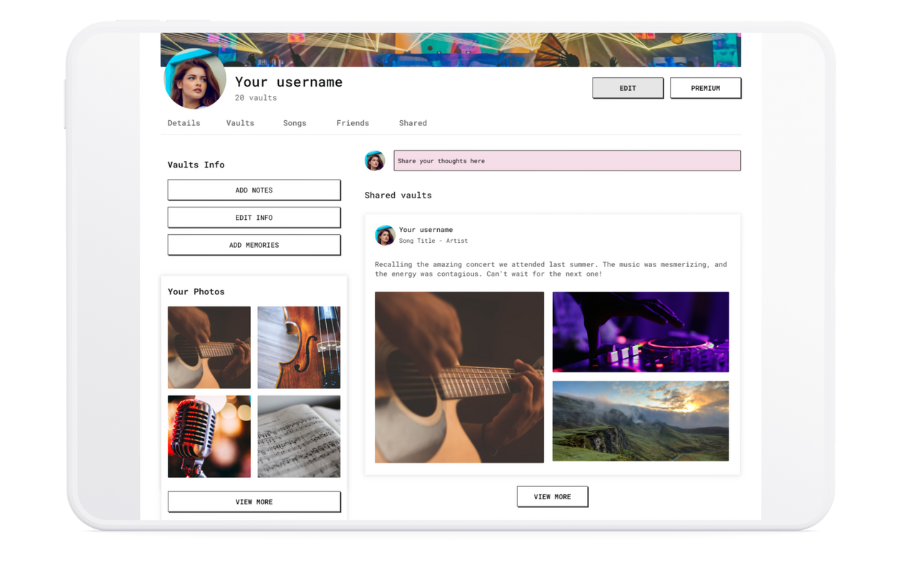 Your username
20 vaults
EDIT
PREMIUM
Details
Vaults
Songs
Friends
Shared
Vaults Info
ADD NOTES
EDIT INFO
ADD MEMORIES
Your Photos
VIEW MORE
Share your thoughts here
Shared vaults
Your username
Song Title - Artist
Recalling the amazing concert we attended last summer. The music was mesmerizing, and
the energy was contagious. Can't wait for the next one!
VIEW MORE